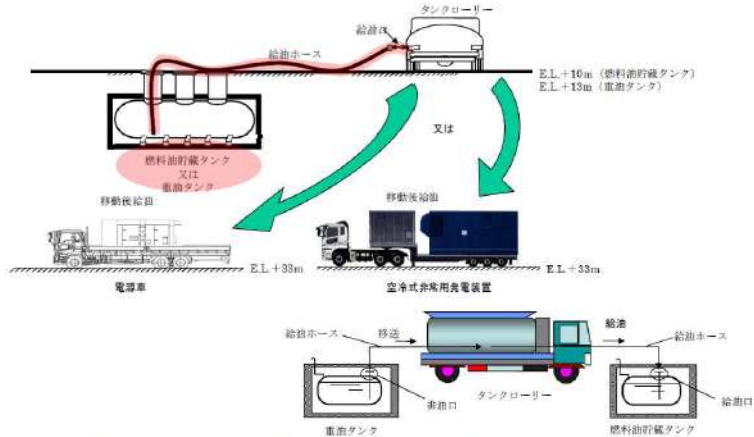 タンクローリー
給油口
給油ホース
E.L.+10m (燃料油貯蔵タンク)
E.L.+13m (重油タンク)
又は
燃料油貯蔵タンク
又は
重油タンク
移動後給油
移動後給油
E.L.+33m
E.L.+33m
電源車
空冷式非常用発電装置
給油ホース
移送
給油
給油ホース
排油口
タンクローリー
給油口
重油タンク
燃料油貯蔵タンク